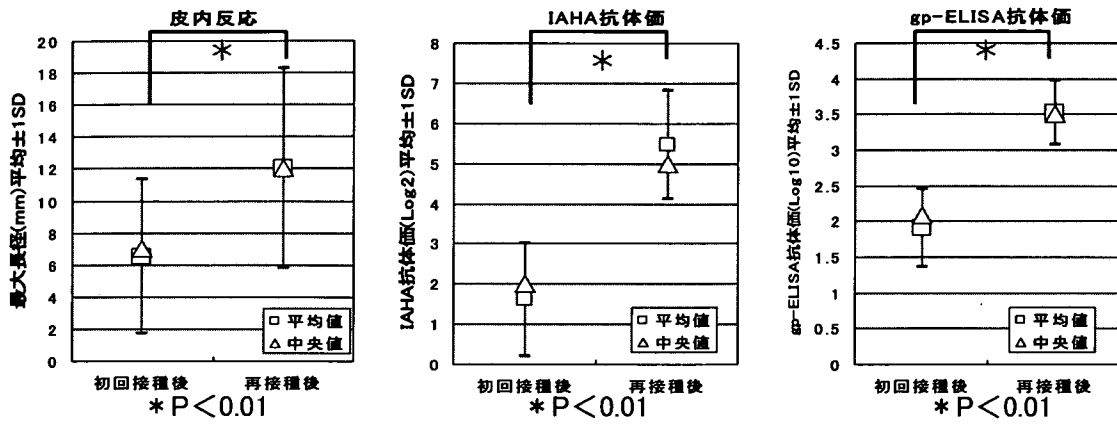 皮内反応
*
最大長径(mm)平均±1SD
20
18
16
14
12
10
8
6
4
2
0
□平均値
△中央値
初回接種後 再接種後
*P<0.01
IAHA抗体価
*
IAHA抗体価(Log2)平均±1SD
8
7
6
5
4
3
2
1
0
□平均値
△中央値
初回接種後 再接種後
*P<0.01
gp-ELISA抗体価
*
gp-ELISA抗体価(Log10)平均±1SD
4.5
4
3.5
3
2.5
2
1.5
1
0.5
0
□平均値
△中央値
初回接種後 再接種後
*P<0.01